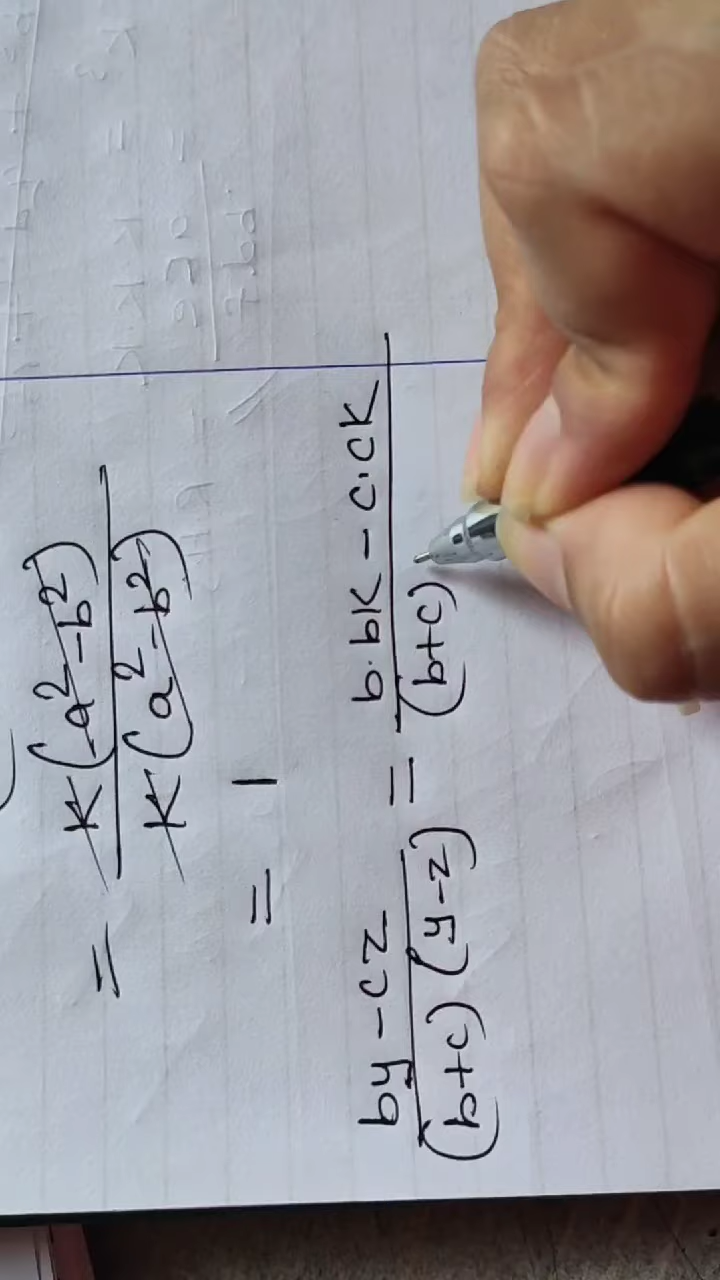 = K(a²-b²) / K(a²-b²)
= 1
by-cz / (b+c)(y-z) = b.bK-c.cK / (b+c)